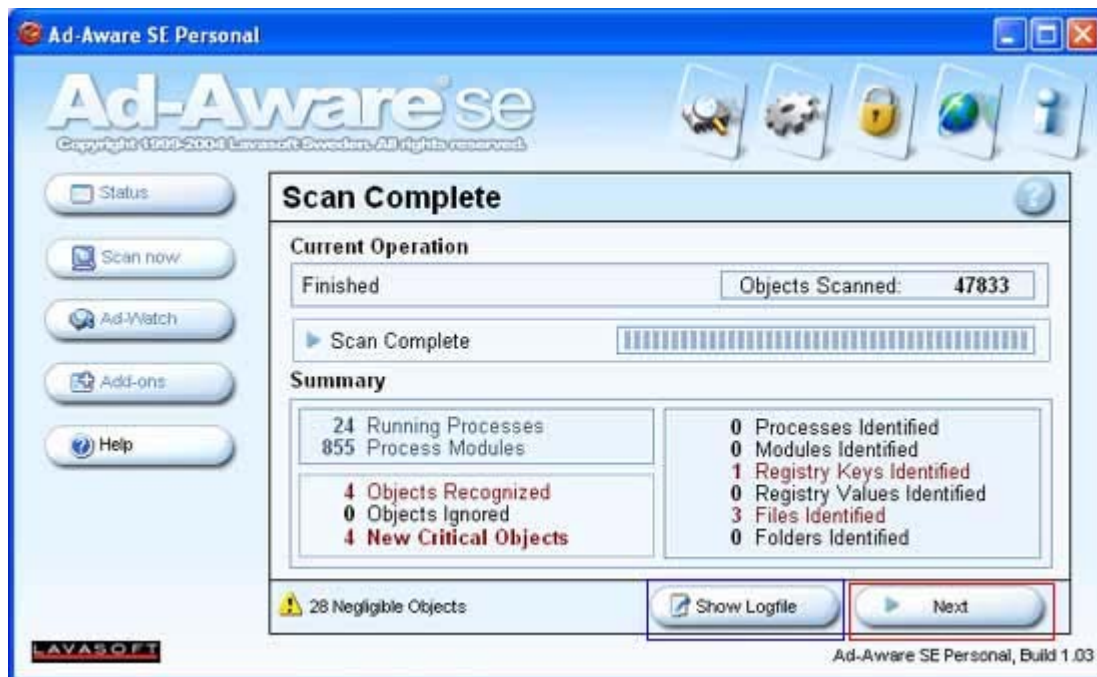 Ad-Aware SE Personal
Ad-Aware se
Copyright 1999-2004 Lavasoft Sweden. All rights reserved.
Status
Scan now
Ad-Watch
Add-ons
Help
Scan Complete
?
Current Operation
Finished
Objects Scanned: 47833
Scan Complete
Summary
24 Running Processes
855 Process Modules
4 Objects Recognized
0 Objects Ignored
4 New Critical Objects
0 Processes Identified
0 Modules Identified
1 Registry Keys Identified
0 Registry Values Identified
3 Files Identified
0 Folders Identified
28 Negligible Objects
Show Logfile
Next
LAVASOFT
Ad-Aware SE Personal, Build 1.03